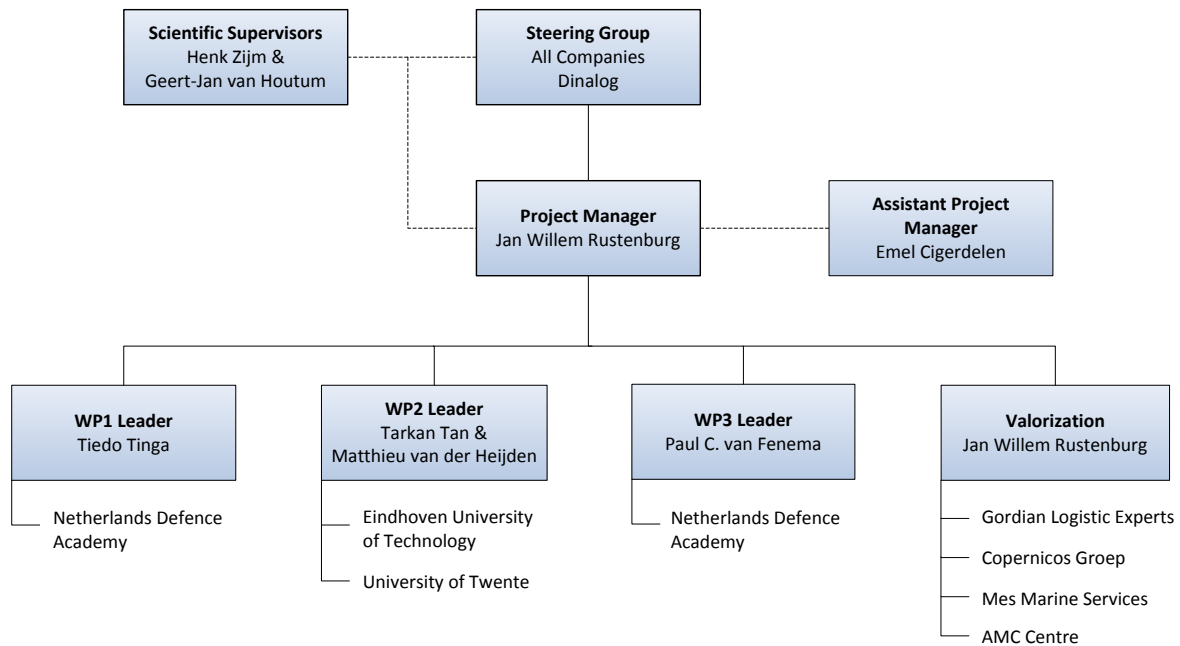 Scientific Supervisors
Henk Zijm &
Geert-Jan van Houtum
Steering Group
All Companies
Dinalog
Project Manager
Jan Willem Rustenburg
Assistant Project
Manager
Emel Cigerdelen
WP1 Leader
Tiedo Tinga
Netherlands Defence
Academy
WP2 Leader
Tarkan Tan &
Matthieu van der Heijden
Eindhoven University
of Technology
University of Twente
WP3 Leader
Paul C. van Fenema
Netherlands Defence
Academy
Valorization
Jan Willem Rustenburg
Gordian Logistic Experts
Copernicos Groep
Mes Marine Services
AMC Centre